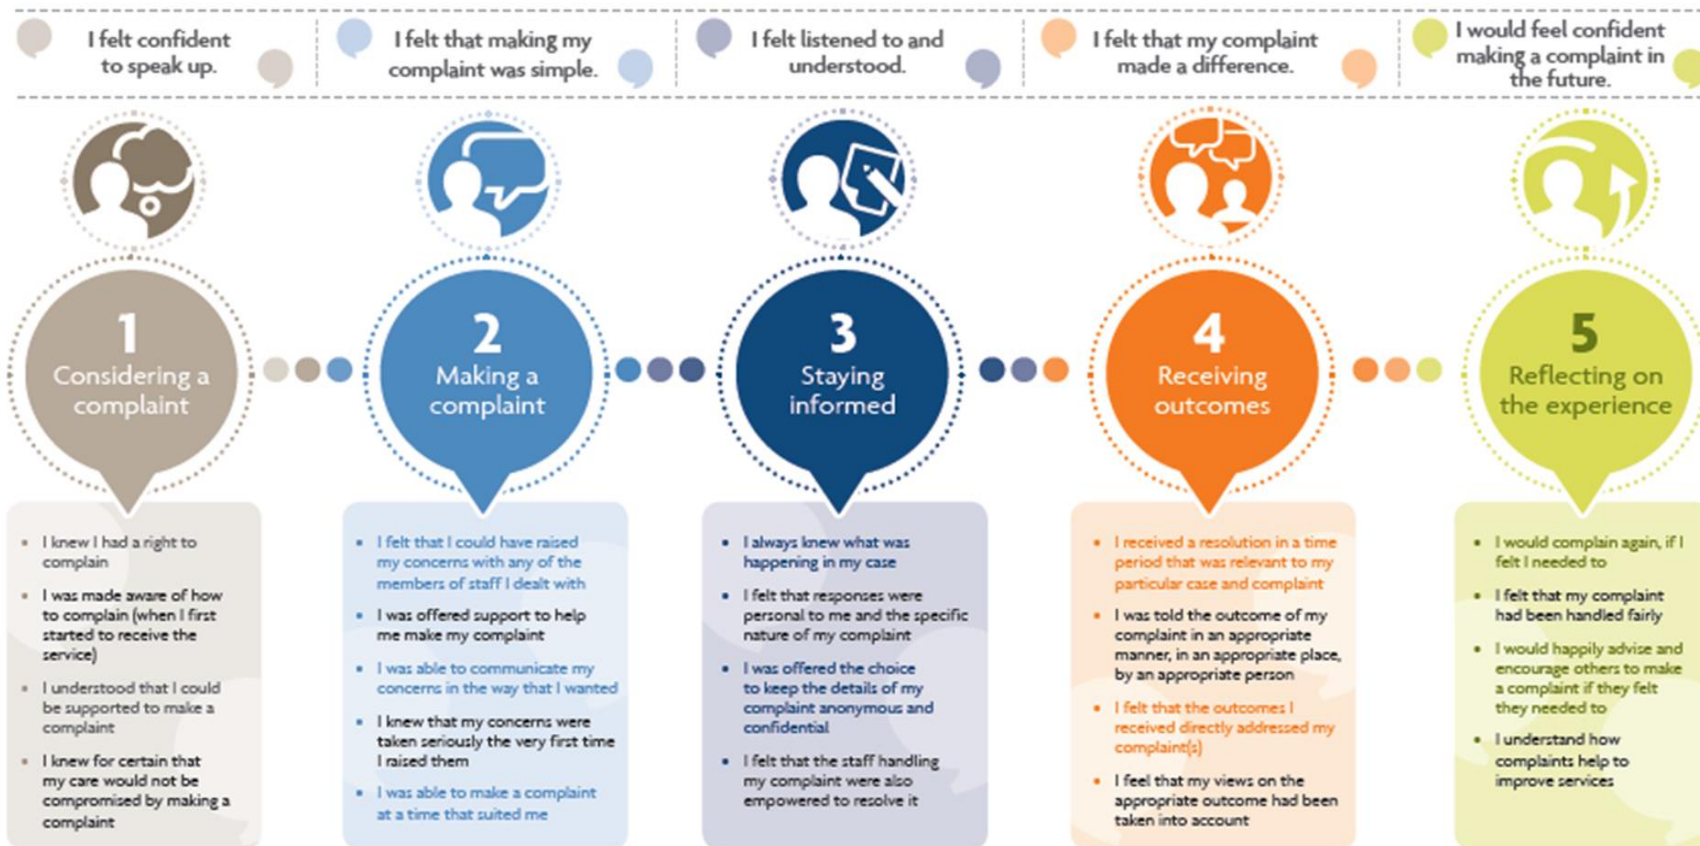 I felt confident
to speak up.
I felt that making my
complaint was simple.
I felt listened to and
understood.
I felt that my complaint
made a difference.
I would feel confident
making a complaint in
the future.
1
Considering a
complaint
2
Making a
complaint
3
Staying
informed
4
Receiving
outcomes
5
Reflecting on
the experience
• I knew I had a right to
complain
• I was made aware of how
to complain (when I first
started to receive the
service)
• I understood that I could
be supported to make a
complaint
• I knew for certain that
my care would not be
compromised by making a
complaint
• I felt that I could have raised
my concerns with any of the
members of staff I dealt with
• I was offered support to help
me make my complaint
• I was able to communicate my
concerns in the way that I wanted
• I knew that my concerns were
taken seriously the very first time
I raised them
• I was able to make a complaint
at a time that suited me
• I always knew what was
happening in my case
• I felt that responses were
personal to me and the specific
nature of my complaint
• I was offered the choice
to keep the details of my
complaint anonymous and
confidential
• I felt that the staff handling
my complaint were also
empowered to resolve it
• I received a resolution in a time
period that was relevant to my
particular case and complaint
• I was told the outcome of my
complaint in an appropriate
manner, in an appropriate place,
by an appropriate person
• I felt that the outcomes I
received directly addressed my
complaint(s)
• I feel that my views on the
appropriate outcome had been
taken into account
• I would complain again, if I
felt I needed to
• I felt that my complaint
had been handled fairly
• I would happily advise and
encourage others to make
a complaint if they felt
they needed to
• I understand how
complaints help to
improve services